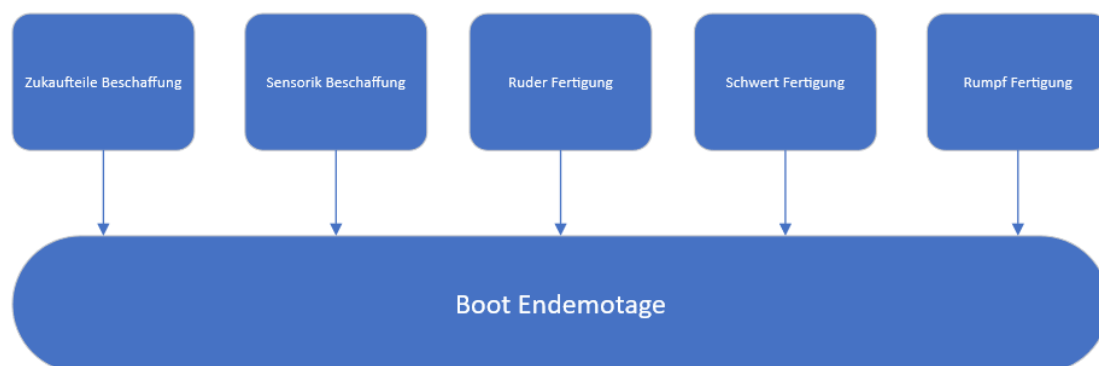 Zukaufteile Beschaffung
Sensorik Beschaffung
Ruder Fertigung
Schwert Fertigung
Rumpf Fertigung
Boot Endemotage